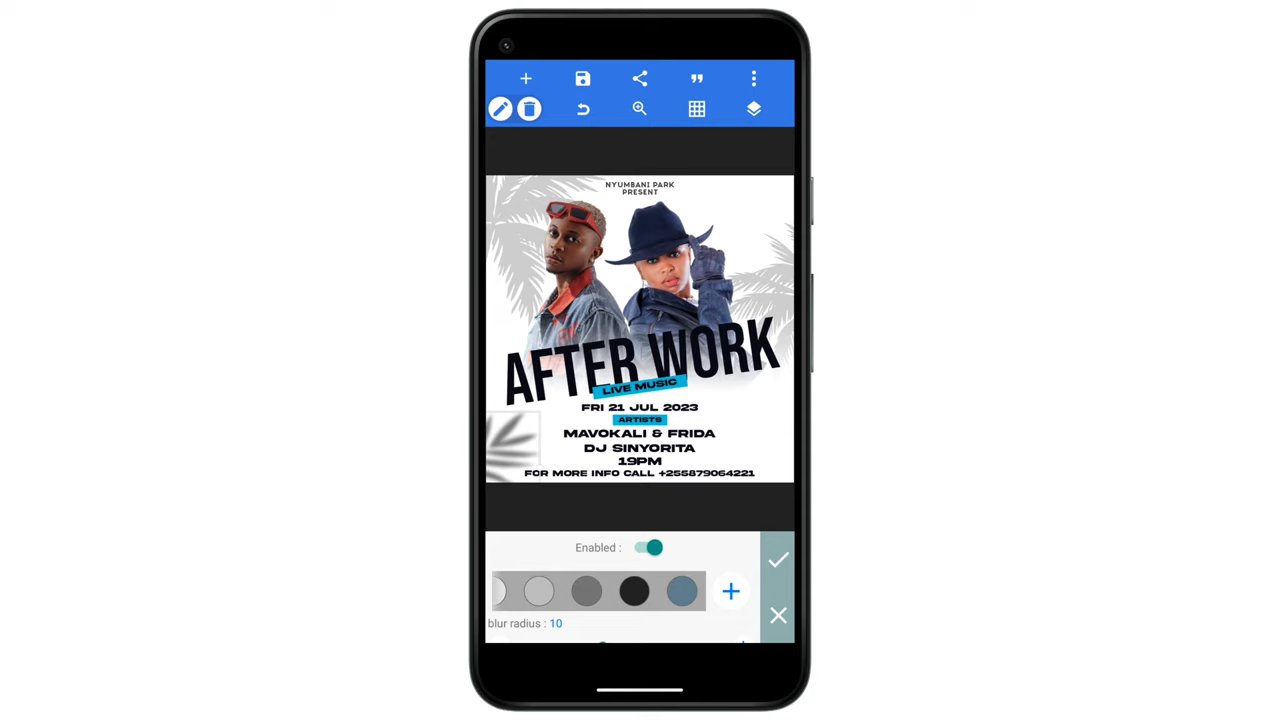 NYUMBANI PARK
PRESENT
AFTER WORK
LIVE MUSIC
FRI 21 JUL 2023
ARTISTS
MAVOKALI & FRIDA
DJ SINYORITA
19PM
FOR MORE INFO CALL +255879064221
Enabled :
blur radius : 10